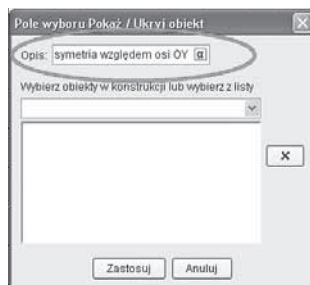 Pole wyboru Pokaż / Ukryj obiekt
Opis: symetria względem osi OY α
Wybierz obiekty w konstrukcji lub wybierz z listy
Zastosuj Anuluj